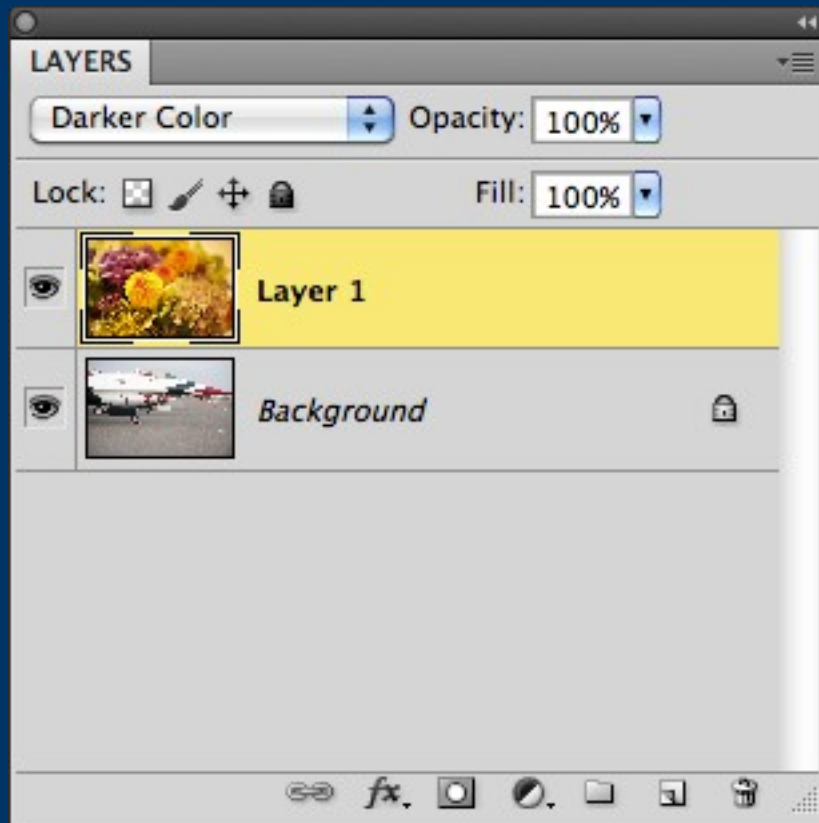 LAYERS
Darker Color Opacity: 100%
Lock: Fill: 100%
Layer 1
Background
fx